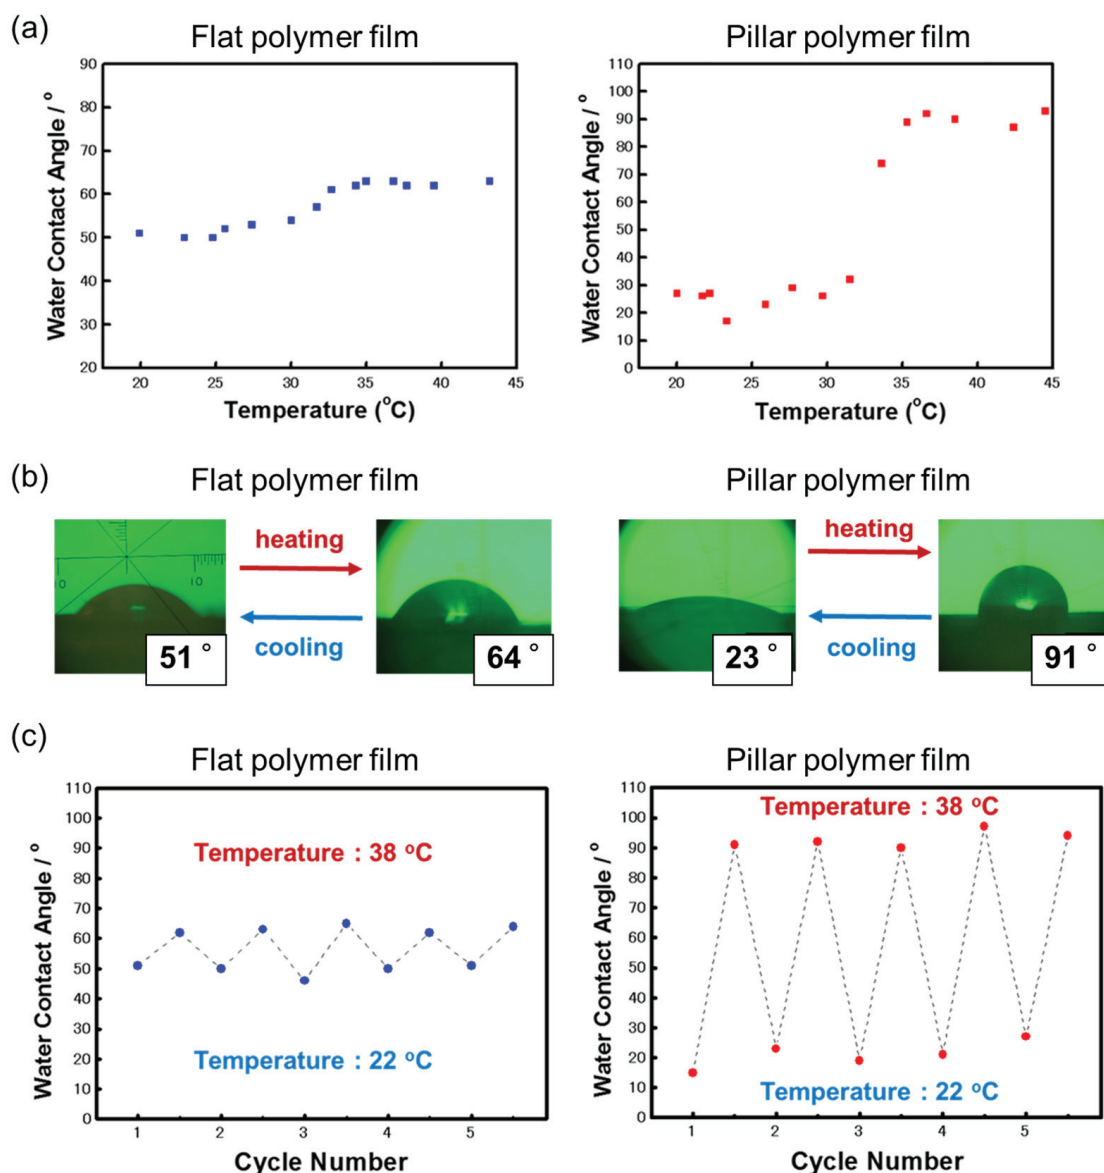 (a)
Flat polymer film
Pillar polymer film
90
80
70
60
50
40
30
20
Water Contact Angle / °
20 25 30 35 40 45
Temperature (°C)
110
100
90
80
70
60
50
40
30
20
10
0
Water Contact Angle / °
20 25 30 35 40 45
Temperature (°C)
(b)
Flat polymer film
Pillar polymer film
heating
cooling
10
51 °
64 °
heating
cooling
23 °
91 °
(c)
Flat polymer film
Pillar polymer film
110
100
90
80
70
60
50
40
30
20
10
0
Water Contact Angle / °
Temperature : 38 °C
Temperature : 22 °C
1 2 3 4 5
Cycle Number
110
100
90
80
70
60
50
40
30
20
10
0
Water Contact Angle / °
Temperature : 38 °C
Temperature : 22 °C
1 2 3 4 5
Cycle Number